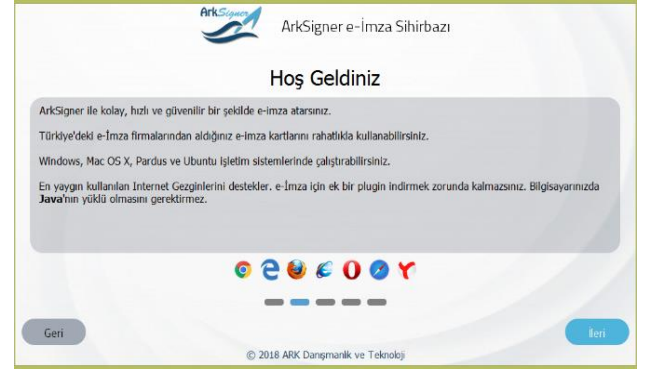 ArkSigner
ArkSigner e-İmza Sihirbazı
Hoş Geldiniz
ArkSigner ile kolay, hızlı ve güvenilir bir şekilde e-imza atarsınız.
Türkiye'deki e-İmza firmalarından aldığınız e-imza kartlarını rahatlıkla kullanabilirsiniz.
Windows, Mac OS X, Pardus ve Ubuntu işletim sistemlerinde çalıştırabilirsiniz.
En yaygın kullanılan Internet Gezginlerini destekler. e-İmza için ek bir plugin indirmek zorunda kalmazsınız. Bilgisayarınızda
Java'nın yüklü olmasını gerektirmez.
Geri
İleri
© 2018 ARK Danışmanlık ve Teknoloji